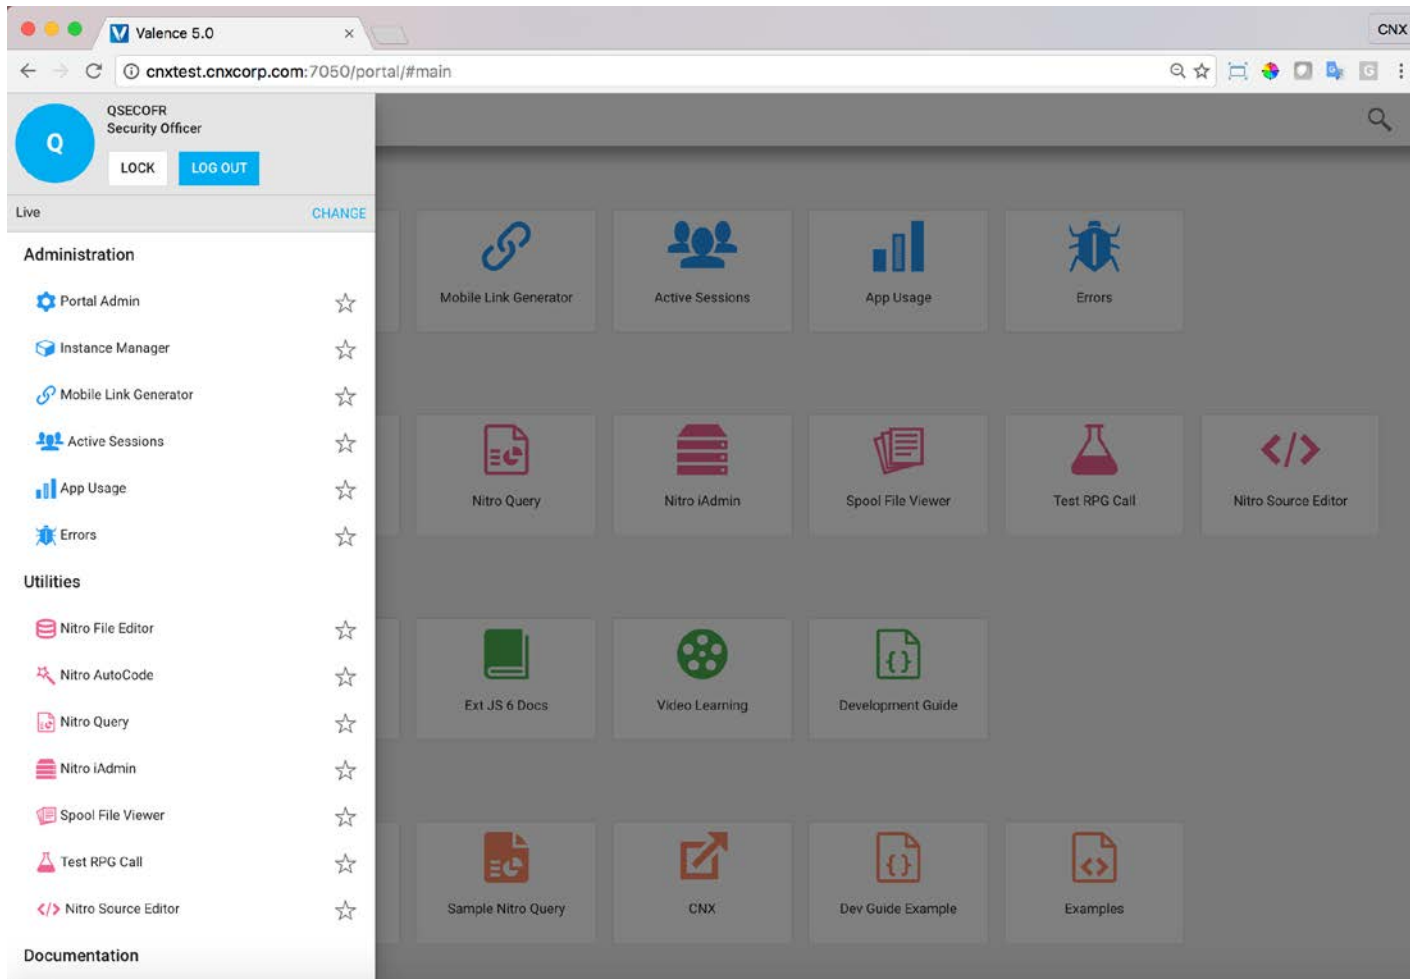 Valence 5.0
CNX
cnxtest.cnxcorp.com:7050/portal/#main
G
Q
QSECOFR
Security Officer
LOCK
LOG OUT
Live
CHANGE
Administration
Portal Admin
Instance Manager
Mobile Link Generator
Active Sessions
App Usage
Errors
Utilities
Nitro File Editor
Nitro AutoCode
Nitro Query
Nitro iAdmin
Spool File Viewer
Test RPG Call
Nitro Source Editor
Documentation
Mobile Link Generator
Active Sessions
App Usage
Errors
Nitro Query
Nitro iAdmin
Spool File Viewer
Test RPG Call
Nitro Source Editor
Ext JS 6 Docs
Video Learning
Development Guide
Sample Nitro Query
CNX
Dev Guide Example
Examples